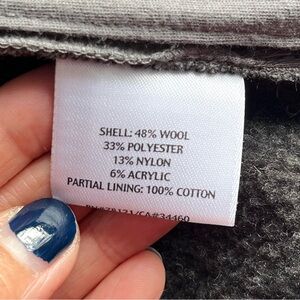 SHELL: 48% WOOL
33% POLYESTER
13% NYLON
6% ACRYLIC
PARTIAL LINING: 100% COTTON